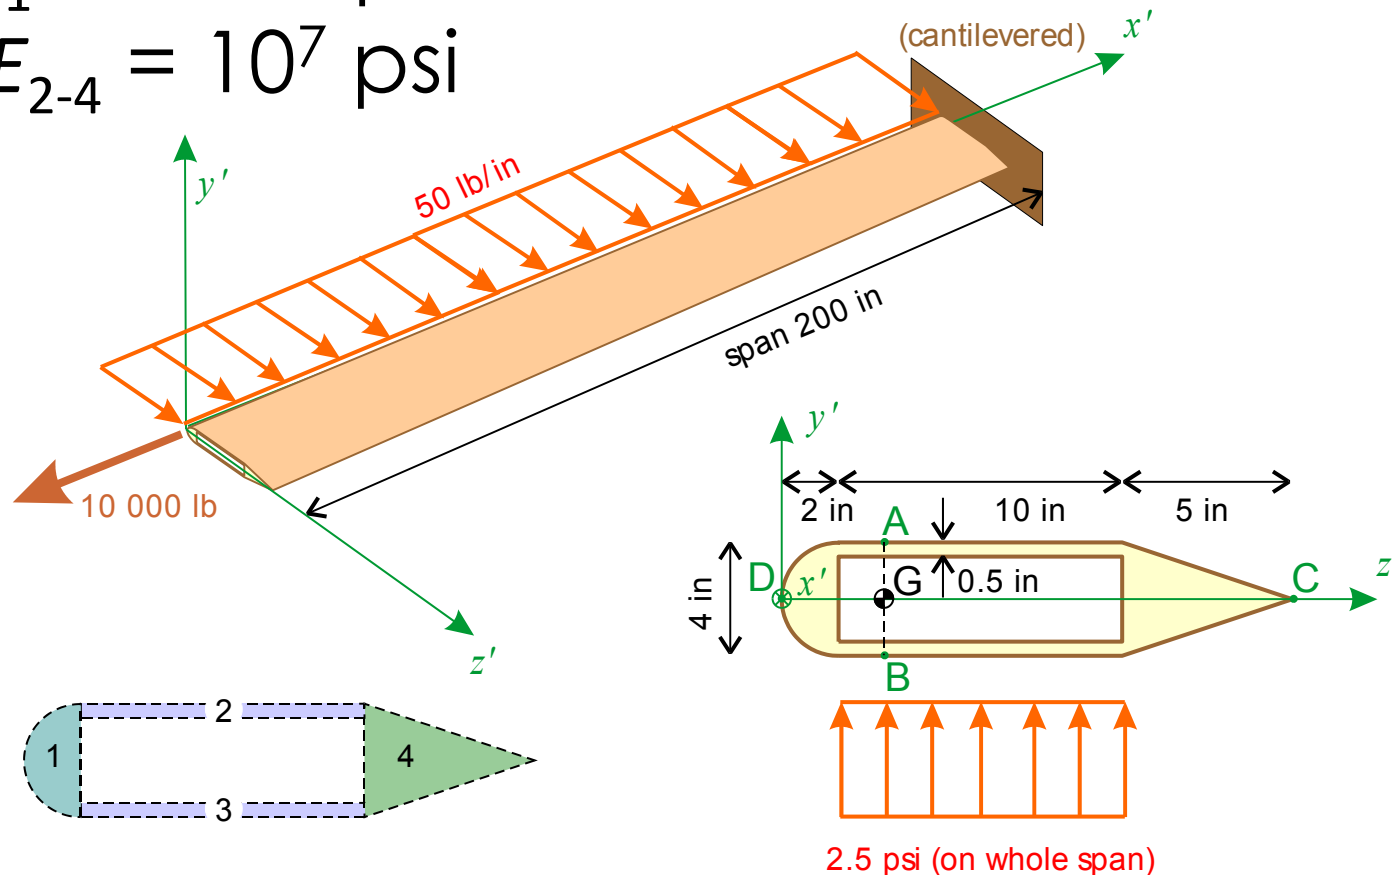 1
E2-4 = 10⁷ psi
(cantilevered)
x'
y'
50 lb/in
span 200 in
10 000 lb
z'
y'
2 in
10 in
5 in
A
D
x'
G
0.5 in
C
z
4 in
B
1
2
3
4
2.5 psi (on whole span)